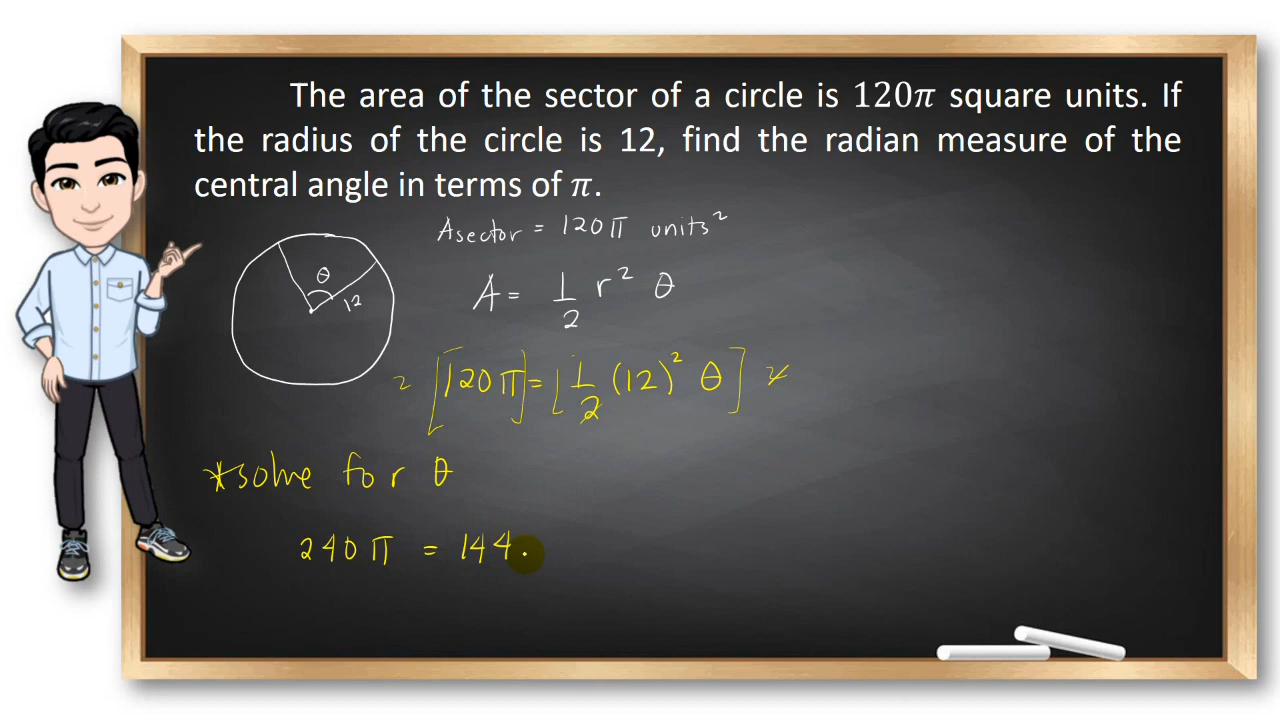 The area of the sector of a circle is 120π square units. If
the radius of the circle is 12, find the radian measure of the
central angle in terms of π.
Asector = 120π units²
θ
12
A = 1/2 r² θ
2 [120π] = [1/2 (12)² θ] 2
*solve for θ
240π = 144.